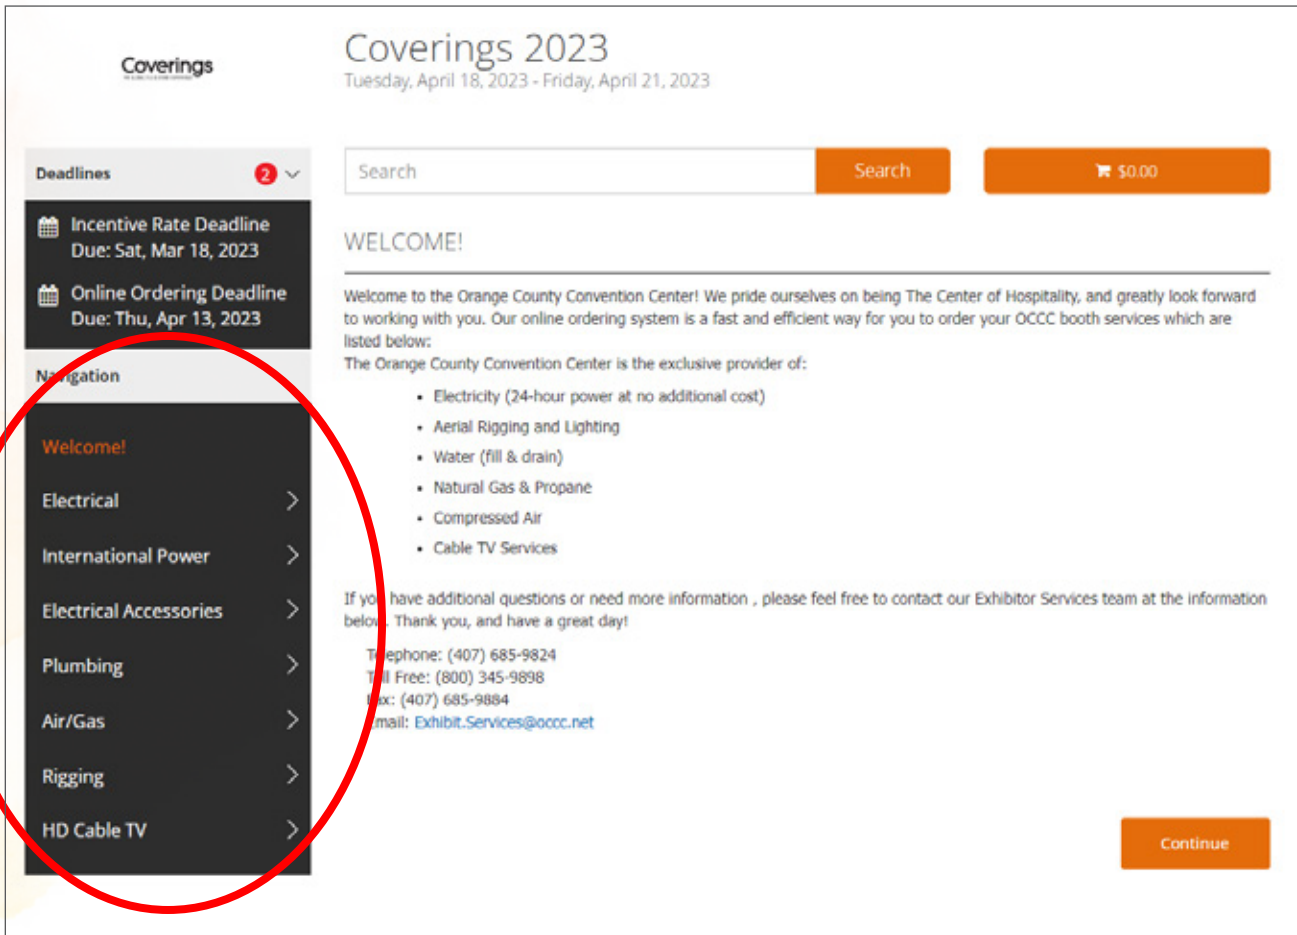 Coverings
Coverings 2023
Tuesday, April 18, 2023 - Friday, April 21, 2023
Deadlines
2
Search
Search
$0.00
Incentive Rate Deadline
Due: Sat, Mar 18, 2023
Online Ordering Deadline
Due: Thu, Apr 13, 2023
Navigation
Welcome!
Electrical
International Power
Electrical Accessories
Plumbing
Air/Gas
Rigging
HD Cable TV
WELCOME!
Welcome to the Orange County Convention Center! We pride ourselves on being The Center of Hospitality, and greatly look forward
to working with you. Our online ordering system is a fast and efficient way for you to order your OCCC booth services which are
listed below:
The Orange County Convention Center is the exclusive provider of:
• Electricity (24-hour power at no additional cost)
• Aerial Rigging and Lighting
• Water (fill & drain)
• Natural Gas & Propane
• Compressed Air
• Cable TV Services
If you have additional questions or need more information , please feel free to contact our Exhibitor Services team at the information
below. Thank you, and have a great day!
Telephone: (407) 685-9824
Toll Free: (800) 345-9898
Fax: (407) 685-9884
Email: Exhibit.Services@occc.net
Continue